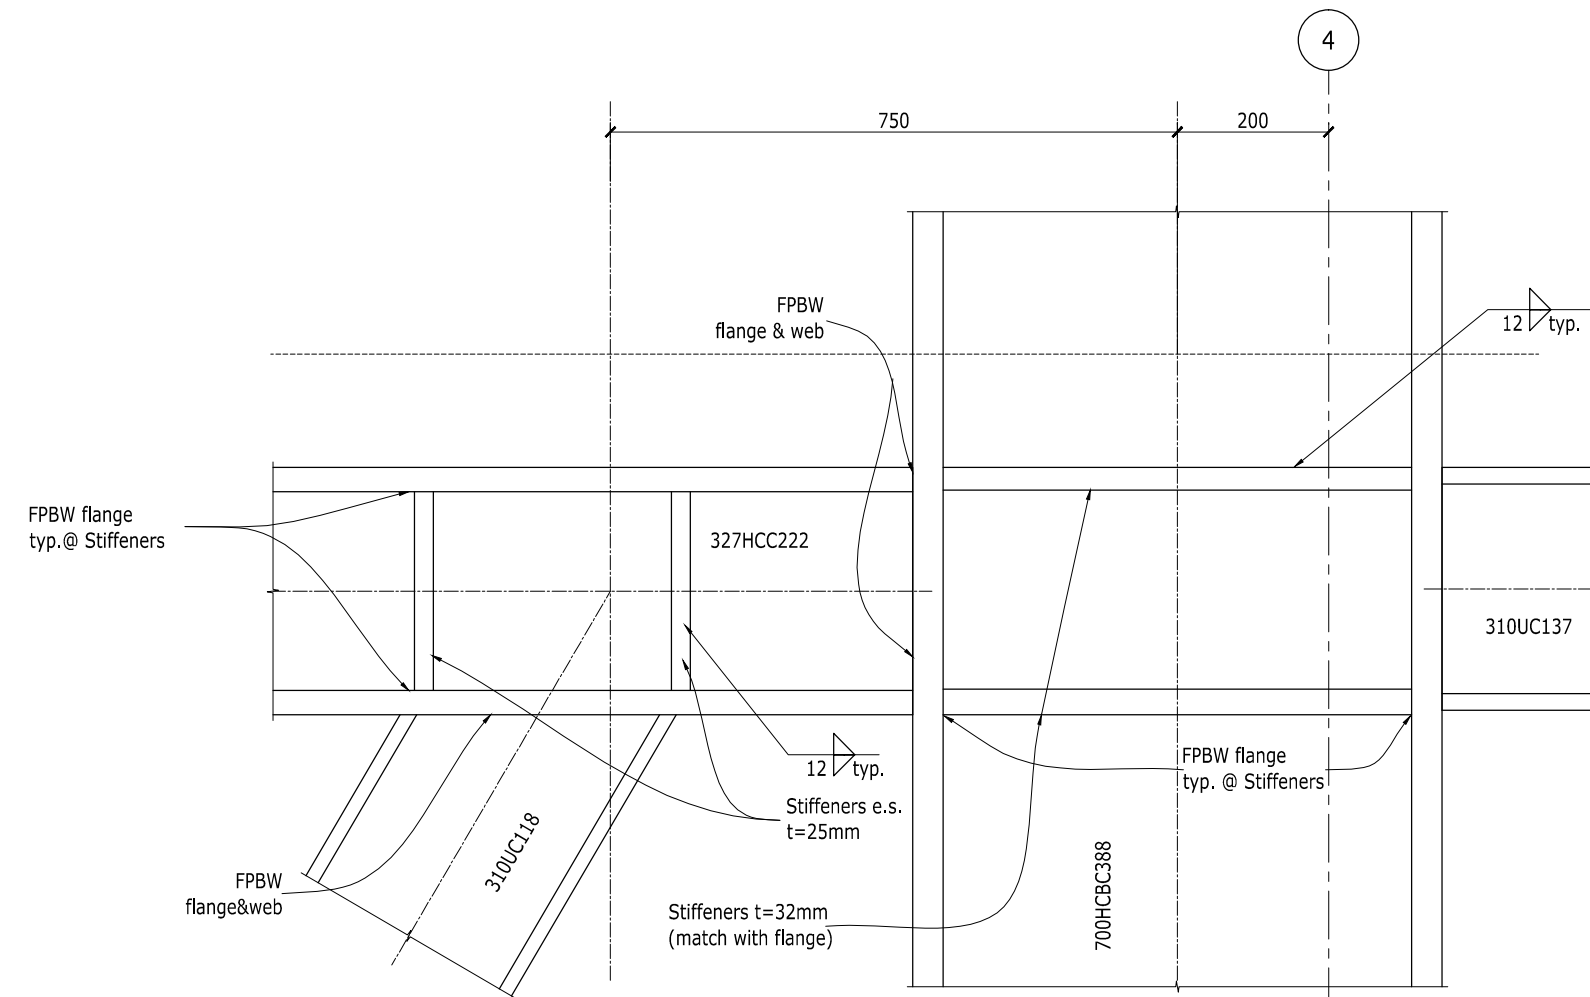 4
750
200
FPBW
flange & web
12
typ.
FPBW flange
typ.@ Stiffeners
327HCC222
310UC137
FPBW flange
typ. @ Stiffeners
12
typ.
Stiffeners e.s.
t=25mm
310UC118
FPBW
flange&web
Stiffeners t=32mm
(match with flange)
700HCBC388